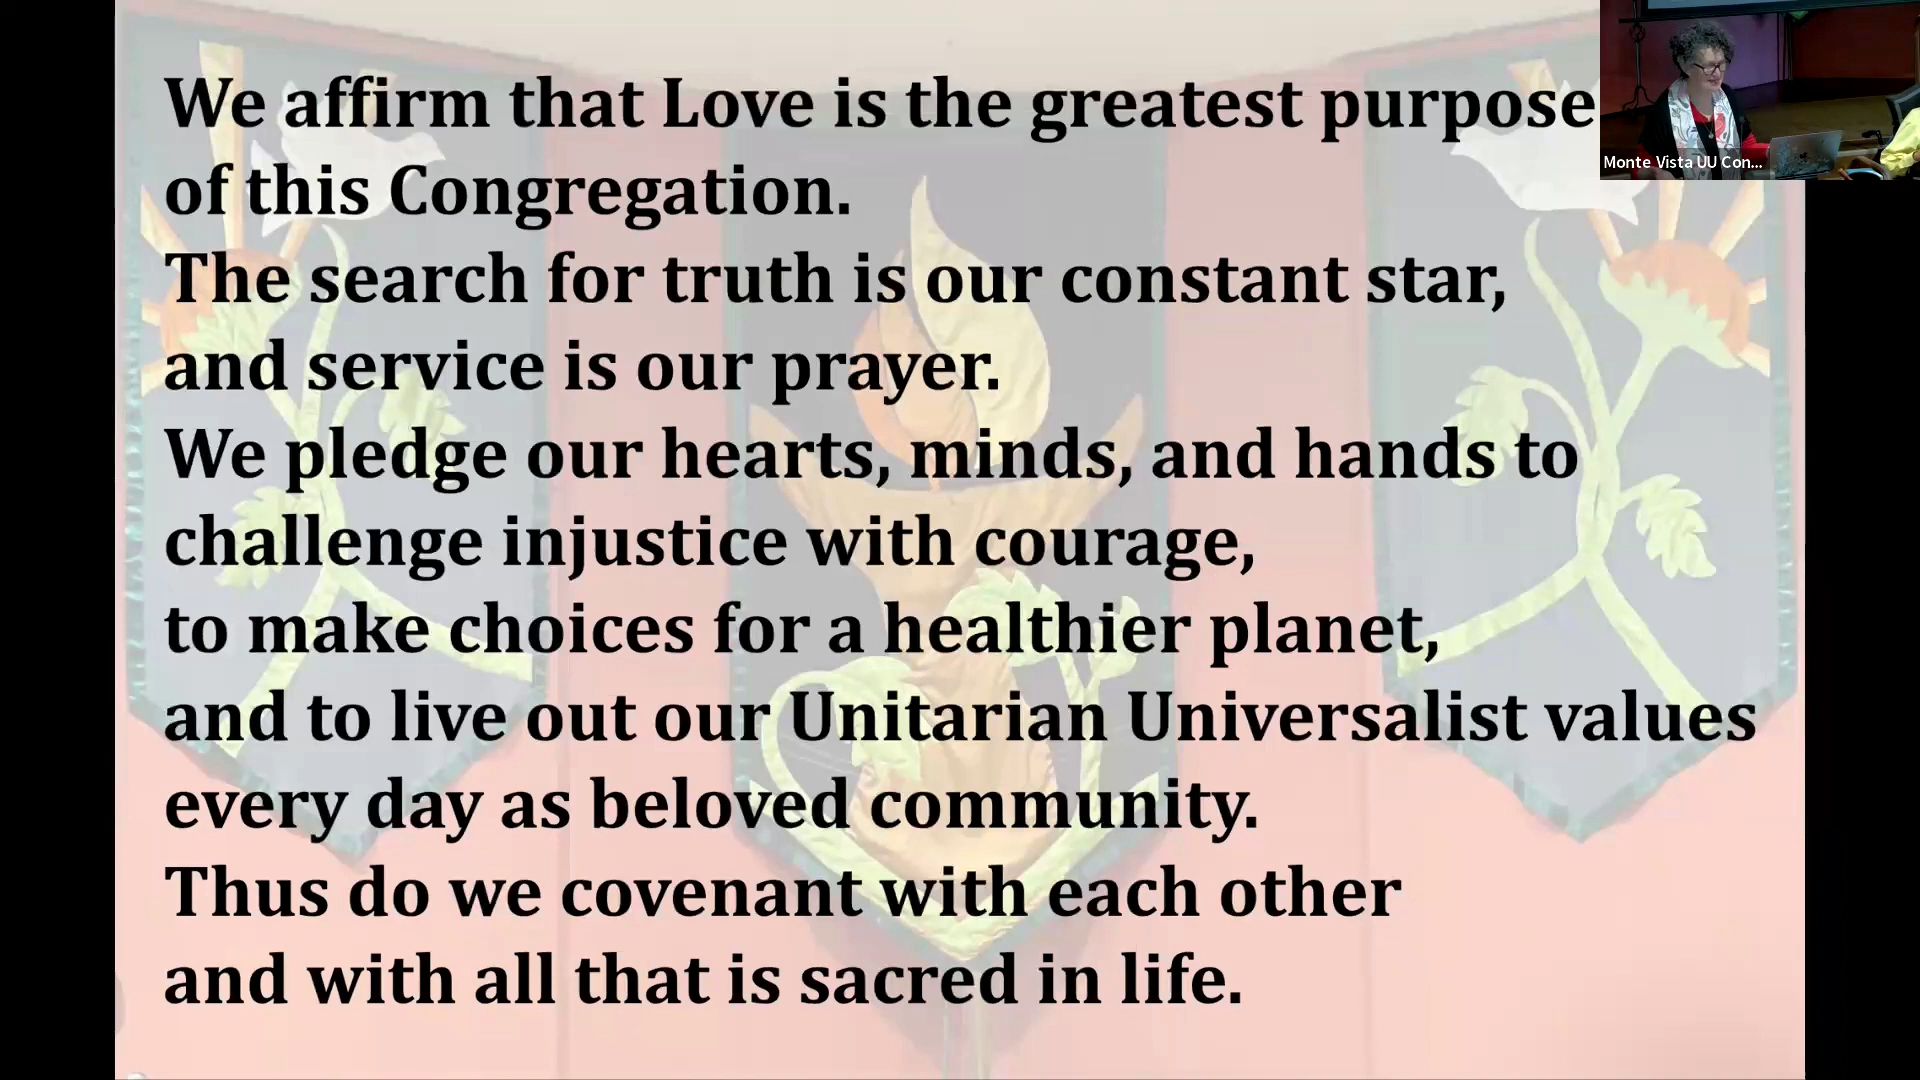 We affirm that Love is the greatest purpose
of this Congregation.
The search for truth is our constant star,
and service is our prayer.
We pledge our hearts, minds, and hands to
challenge injustice with courage,
to make choices for a healthier planet,
and to live out our Unitarian Universalist values
every day as beloved community.
Thus do we covenant with each other
and with all that is sacred in life.
Monte Vista UU Con...